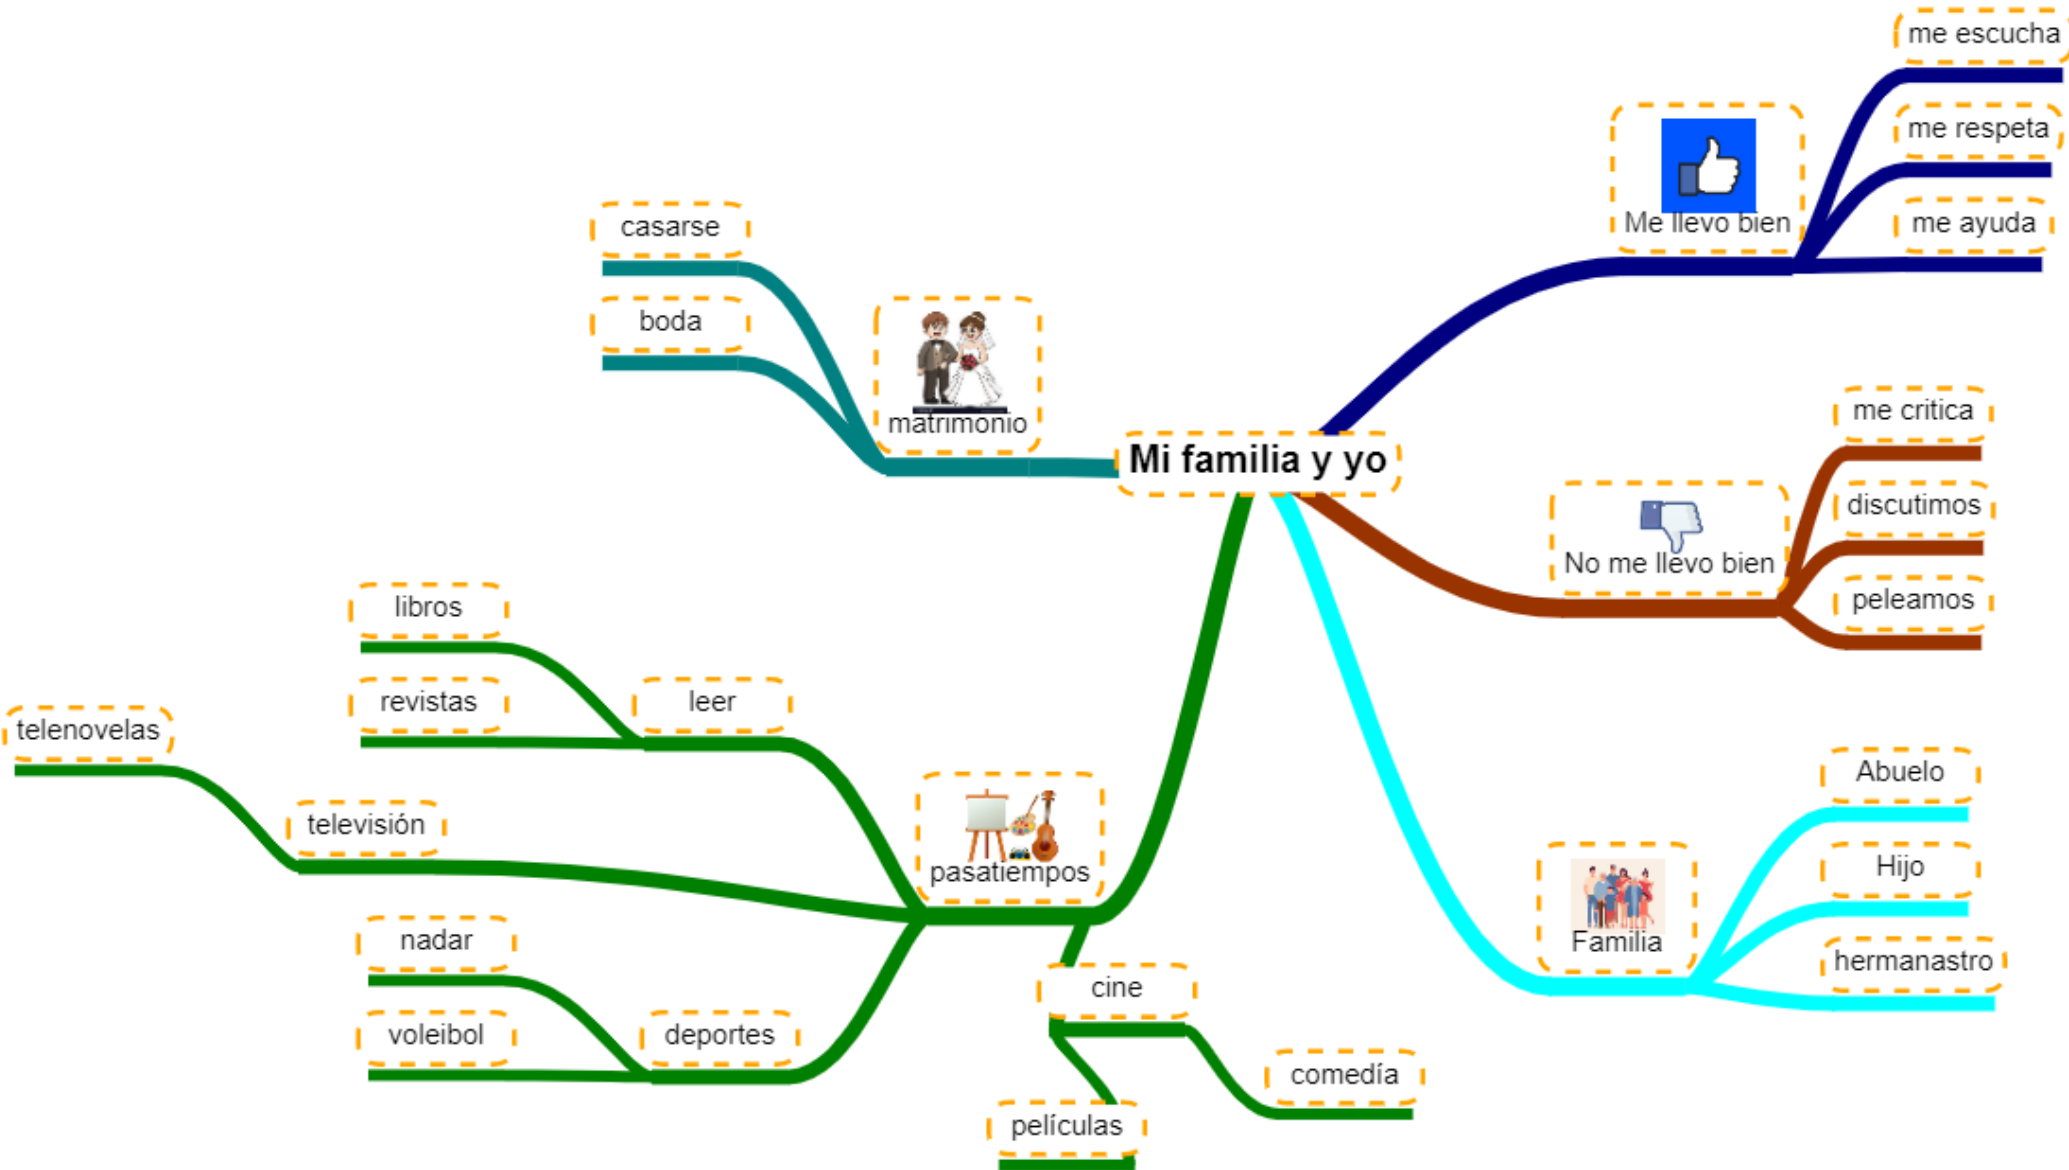 Mi familia y yo
Me llevo bien
me escucha
me respeta
me ayuda
No me llevo bien
me critica
discutimos
peleamos
Familia
Abuelo
Hijo
hermanastro
matrimonio
casarse
boda
pasatiempos
leer
libros
revistas
televisión
telenovelas
deportes
nadar
voleibol
cine
comedía
películas